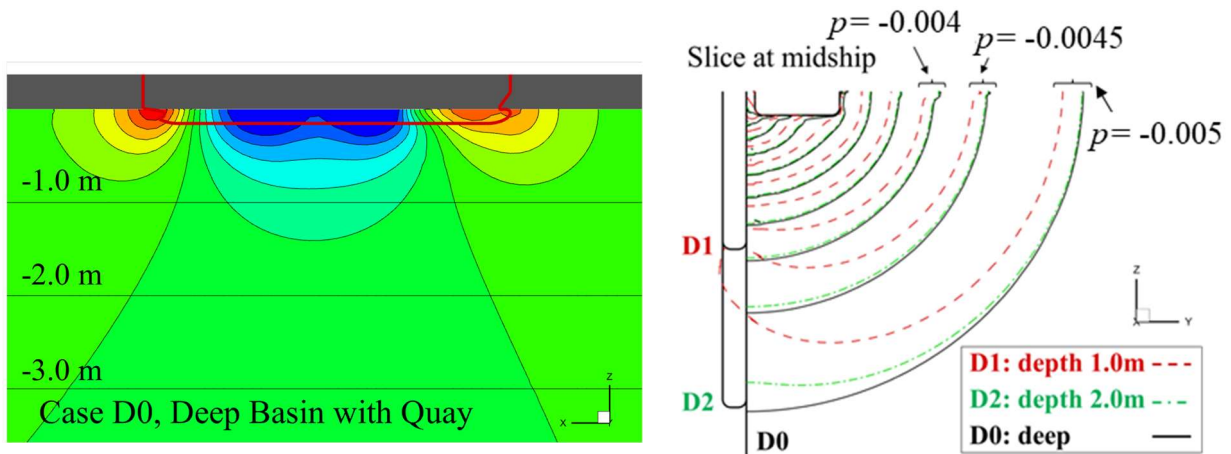 -1.0 m
-2.0 m
-3.0 m
Case D0, Deep Basin with Quay
z
x
p= -0.004
p= -0.0045
Slice at midship
p= -0.005
D1
D2
D0
Z
X
Y
D1: depth 1.0m
D2: depth 2.0m
D0: deep